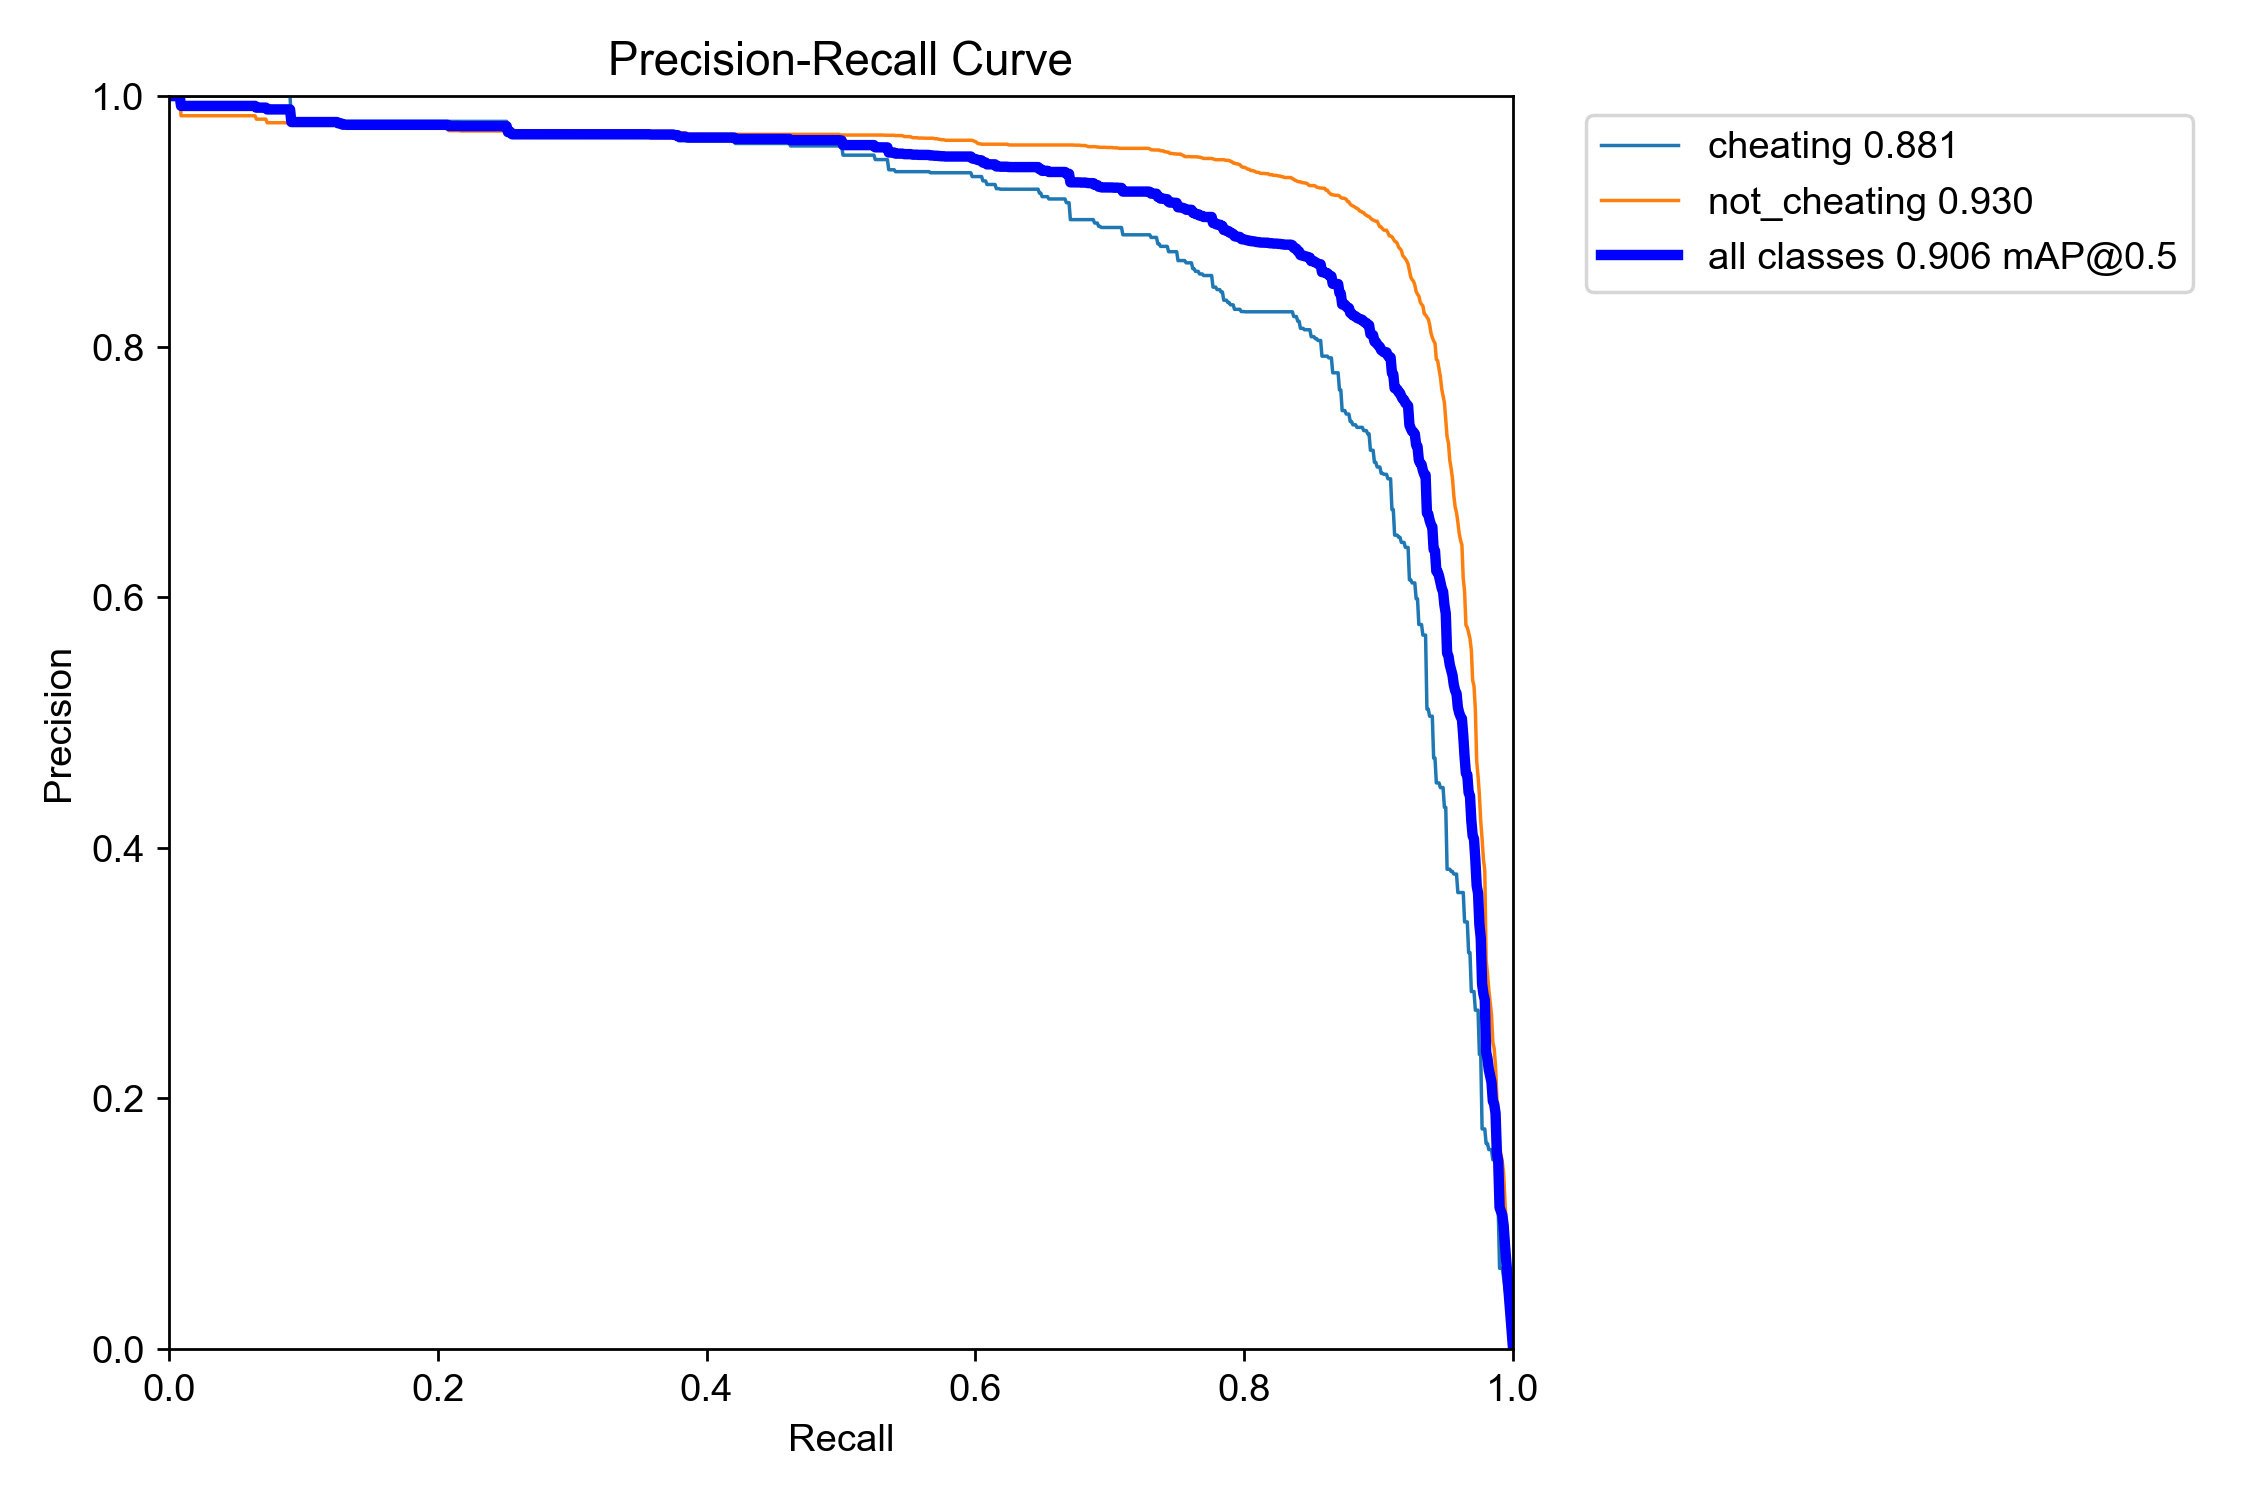 Precision-Recall Curve
1.0
0.8
0.6
0.4
0.2
0.0
Precision
0.0 0.2 0.4 0.6 0.8 1.0
Recall
cheating 0.881
not_cheating 0.930
all classes 0.906 mAP@0.5